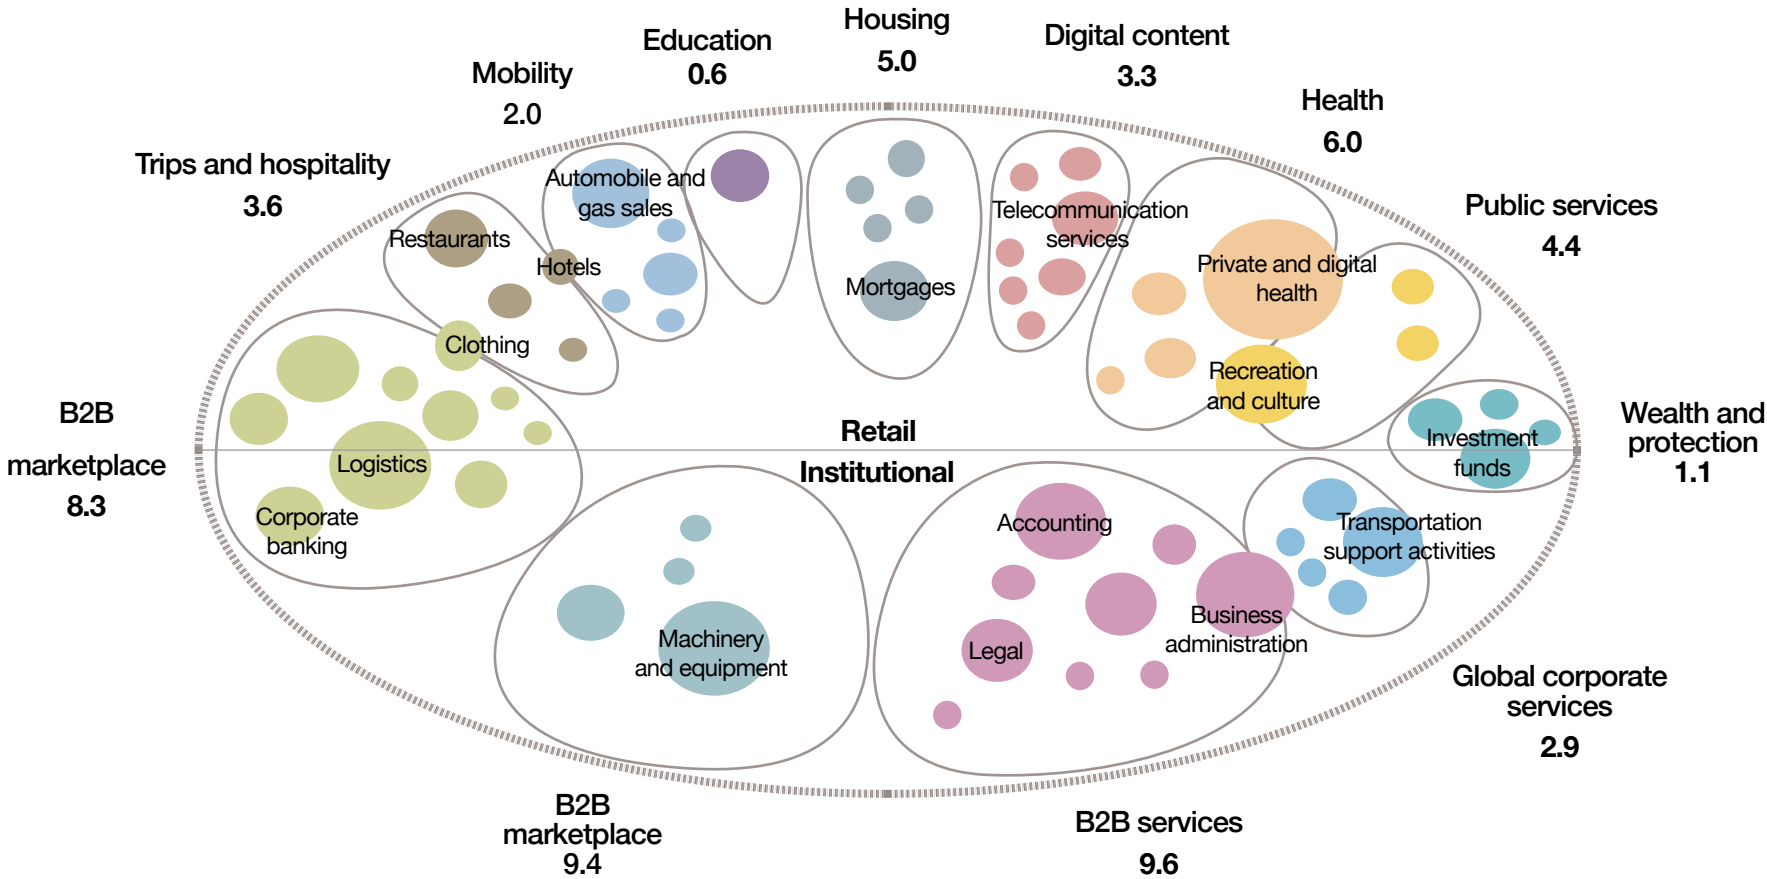 Housing
5.0
Education
0.6
Digital content
3.3
Mobility
2.0
Health
6.0
Trips and hospitality
3.6
Public services
4.4
Automobile and
gas sales
Restaurants
Hotels
Telecommunication
services
Private and digital
health
Mortgages
Clothing
Recreation
and culture
B2B
marketplace
8.3
Wealth and
protection
1.1
Retail
Institutional
Investment
funds
Logistics
Corporate
banking
Accounting
Transportation
support activities
Machinery
and equipment
Legal
Business
administration
Global corporate
services
2.9
B2B
marketplace
9.4
B2B services
9.6